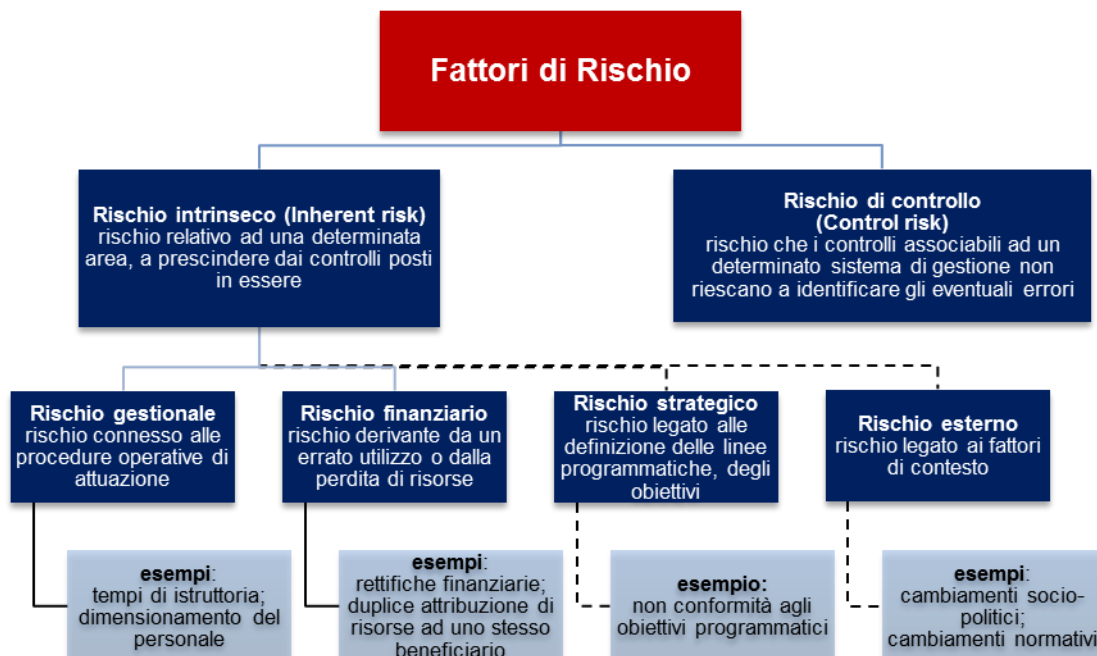 Fattori di Rischio
Rischio intrinseco (Inherent risk)
rischio relativo ad una determinata
area, a prescindere dai controlli posti
in essere
Rischio di controllo
(Control risk)
rischio che i controlli associabili ad un
determinato sistema di gestione non
riescano a identificare gli eventuali errori
Rischio gestionale
rischio connesso alle
procedure operative di
attuazione
Rischio finanziario
rischio derivante da un
errato utilizzo o dalla
perdita di risorse
Rischio strategico
rischio legato alle
definizione delle linee
programmatiche, degli
obiettivi
Rischio esterno
rischio legato ai fattori
di contesto
esempi:
tempi di istruttoria;
dimensionamento del
personale
esempi:
rettifiche finanziarie;
duplice attribuzione di
risorse ad uno stesso
beneficiario
esempio:
non conformità agli
obiettivi programmatici
esempi:
cambiamenti socio-
politici;
cambiamenti normativi